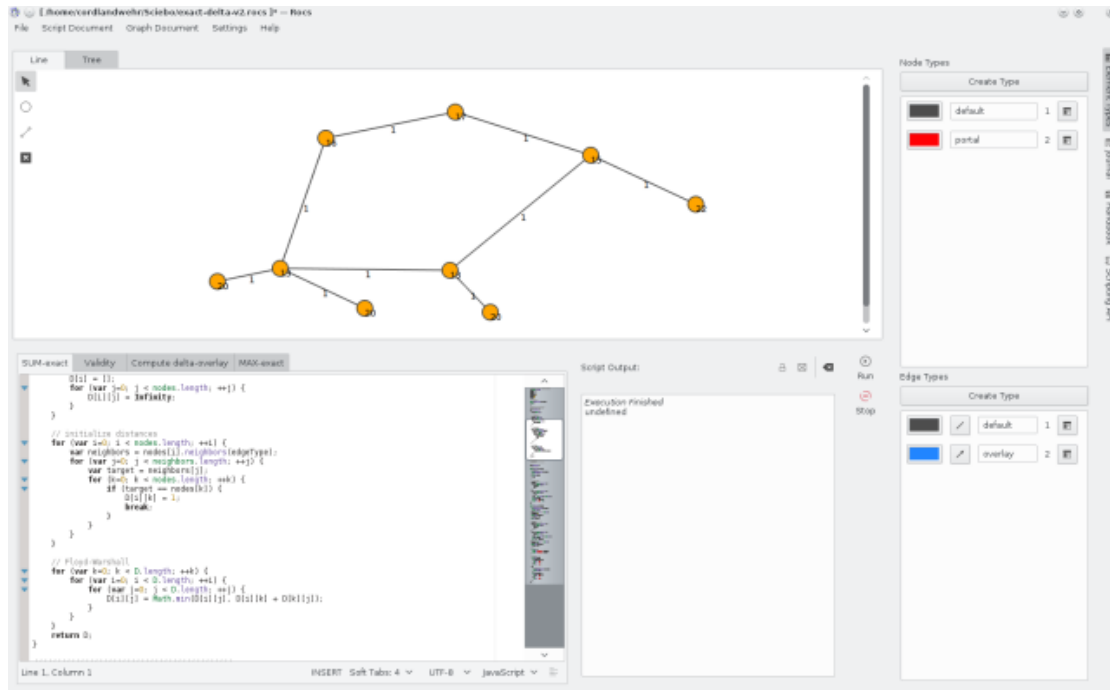 [ /home/cordlandwehr/Sciebo/exact-delta-v2.rocs ]* — Rocs
File Script Document Graph Document Settings Help
Line Tree
Node Types
Create Type
default 1
portal 2
1
1
1
1
1
1
1
1
1
20
20
SUM-exact Validity Compute delta-overlay MAX-exact
D[i] = [];
for (var j=0; j < nodes.length; ++j) {
D[i][j] = Infinity;
}
}
// initialize distances
for (var i=0; i < nodes.length; ++i) {
var neighbors = nodes[i].neighbors(edgeType);
for (var j=0; j < neighbors.length; ++j) {
var target = neighbors[j];
for (k=0; k < nodes.length; ++k) {
if (target == nodes[k]) {
D[i][k] = 1;
break;
}
}
}
}
// Floyd-Warshall
for (var k=0; k < D.length; ++k) {
for (var i=0; i < D.length; ++i) {
for (var j=0; j < D.length; ++j) {
D[i][j] = Math.min(D[i][j], D[i][k] + D[k][j]);
}
}
}
return D;
}
Line 1, Column 1 INSERT Soft Tabs: 4 UTF-8 JavaScript
Script Output:
Execution Finished
undefined
Run
Stop
Edge Types
Create Type
default 1
overlay 2